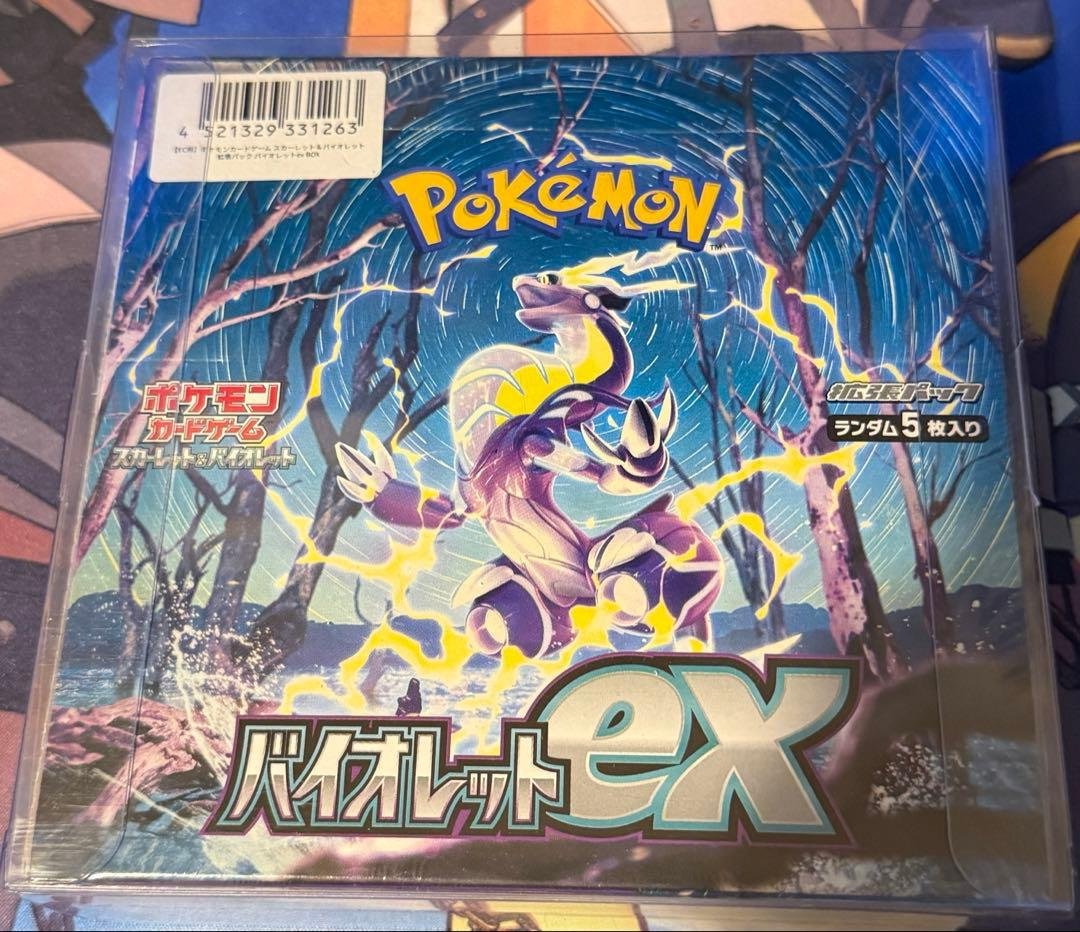 4 521329 331263
【EC用】ポケモンカードゲーム スカーレット&バイオレット
拡張パック バイオレットex BOX
POKéMON
TM
ポケモン
カードゲーム
スカーレット&バイオレット
拡張パック
ランダム5枚入り
バイオレットex